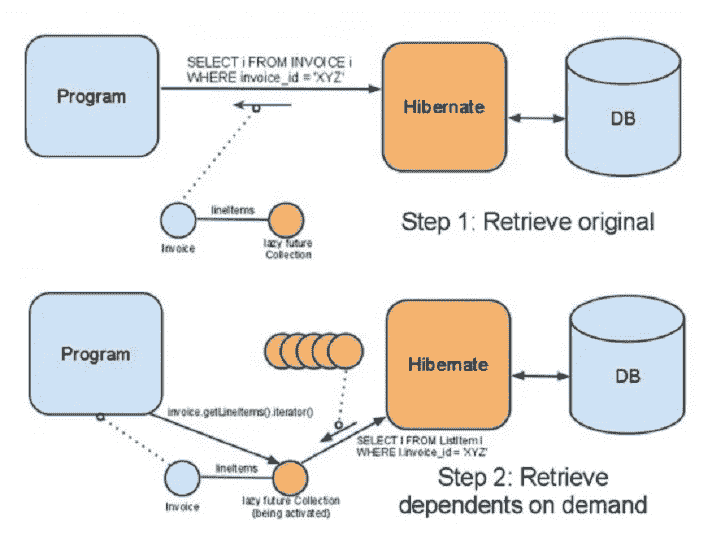 SELECT i FROM INVOICE i
WHERE invoice_id = 'XYZ'
Program
Hibernate
DB
lineItems
Invoice
lazy future
Collection
Step 1: Retrieve original
Program
Hibernate
DB
invoice.getLineItems().iterator()
SELECT l FROM ListItem l
WHERE l.invoice_id = 'XYZ'
lineItems
Invoice
lazy future Collection
(being activated)
Step 2: Retrieve
dependents on demand